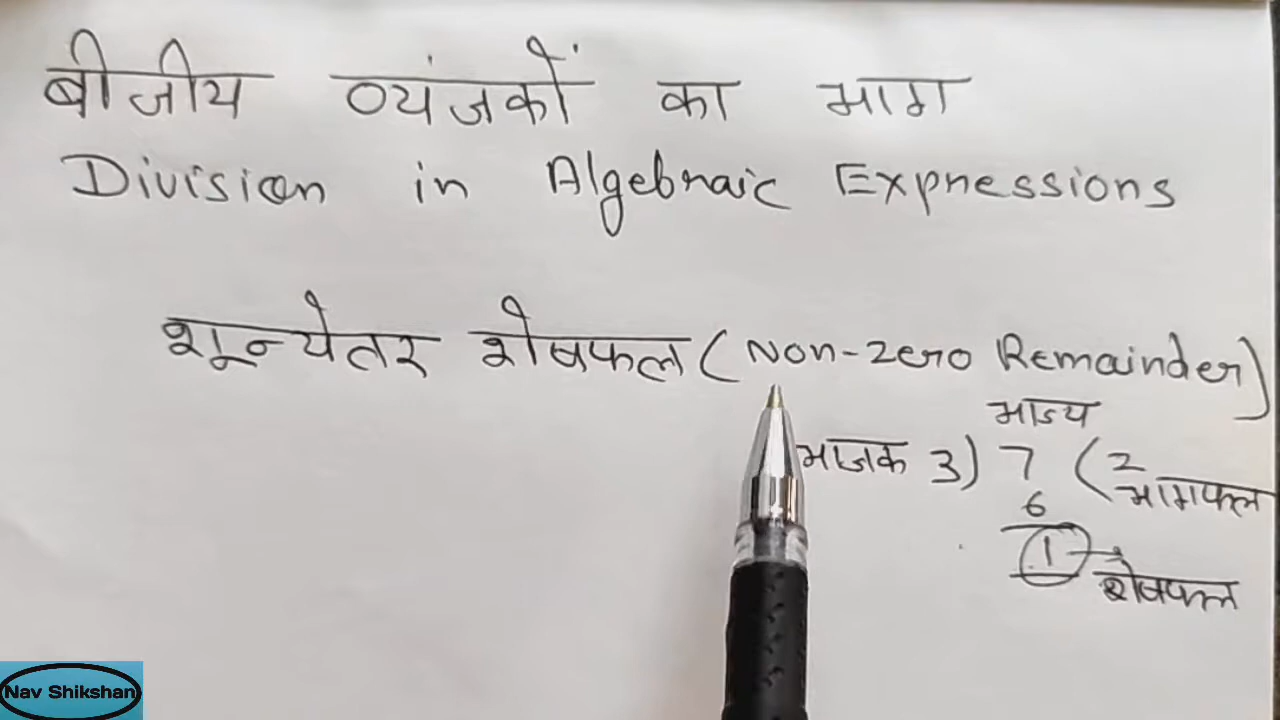 बीजीय व्यंजकों का भाग
Division in Algebraic Expressions
शून्येतर शेषफल (Non-zero Remainder)
भाज्य
भाजक 3) 7 (2
भागफल
6
1
शेषफल
Nav Shikshan